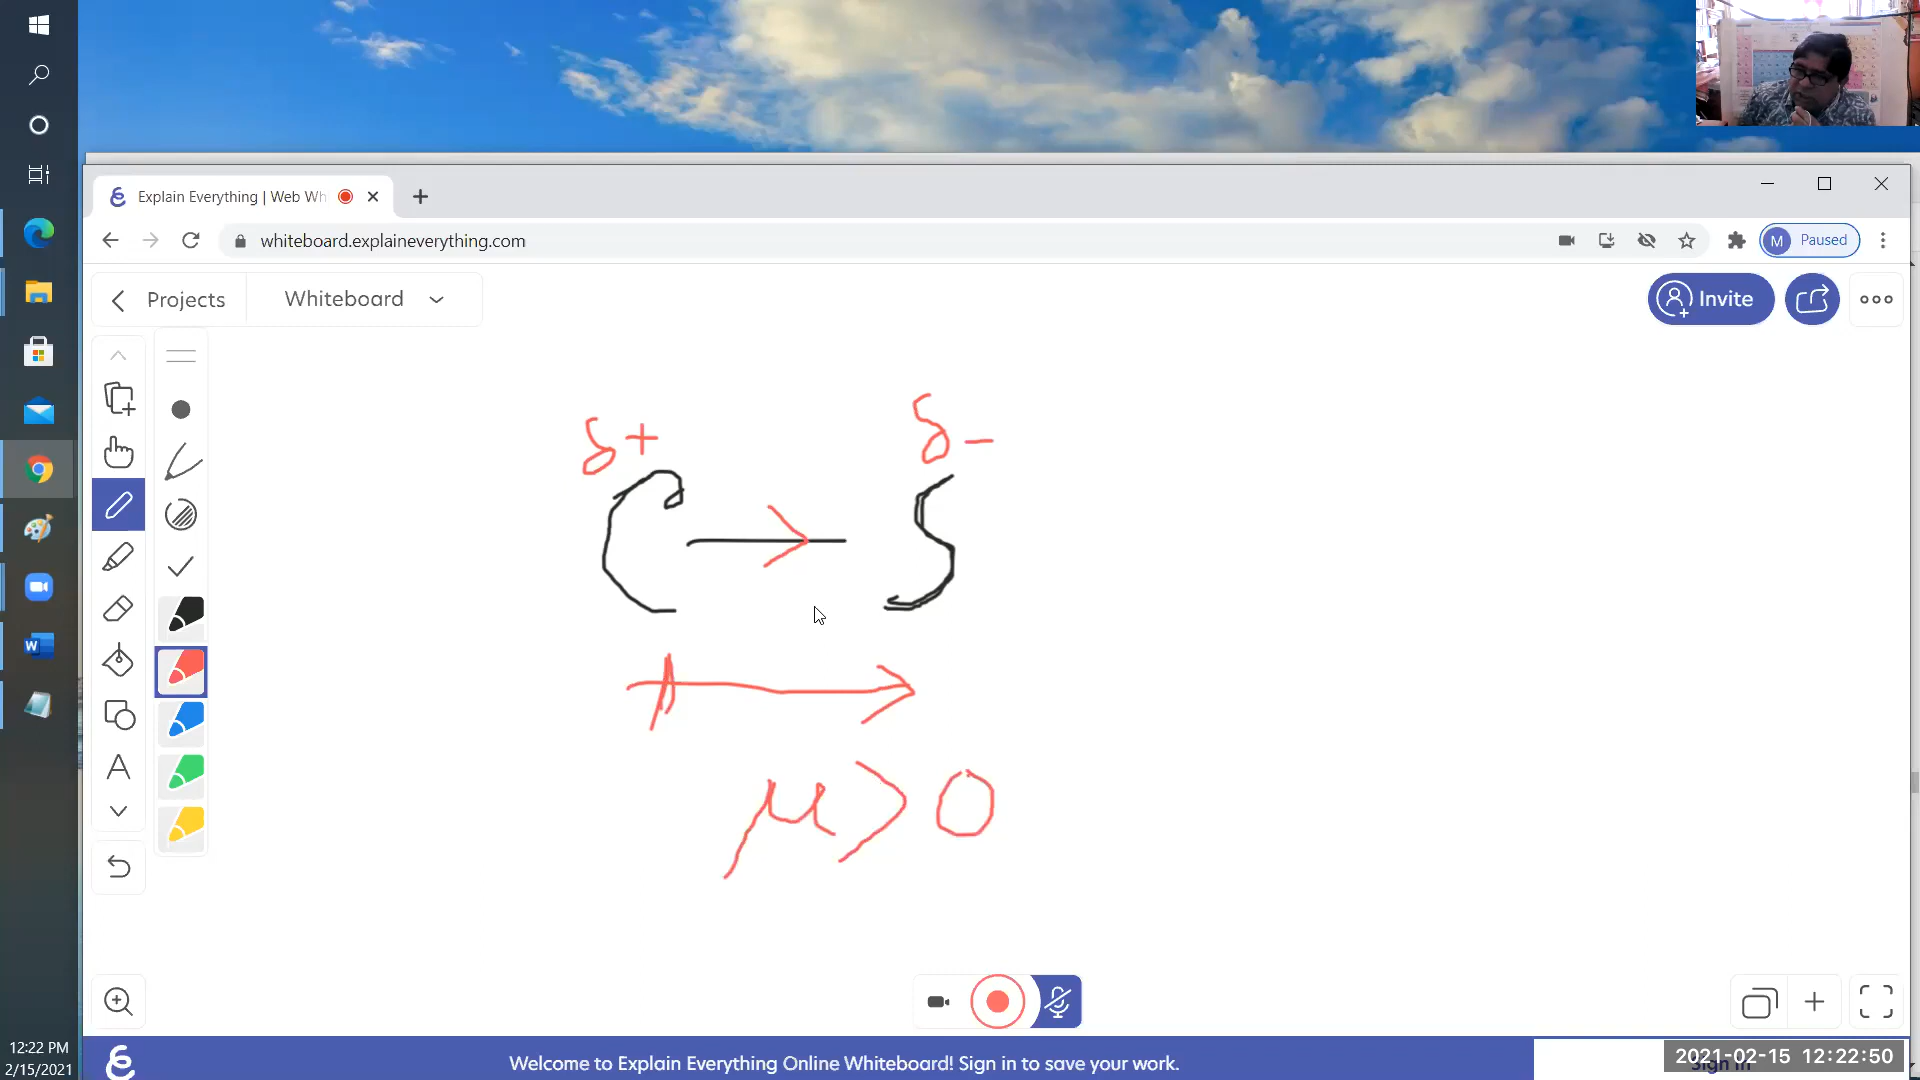 Explain Everything | Web Wh
whiteboard.explaineverything.com
M Paused
Projects
Whiteboard
Invite
δ+ δ-
C S
μ > 0
A
W
Welcome to Explain Everything Online Whiteboard! Sign in to save your work.
12:22 PM
2/15/2021
2021-02-15 12:22:50